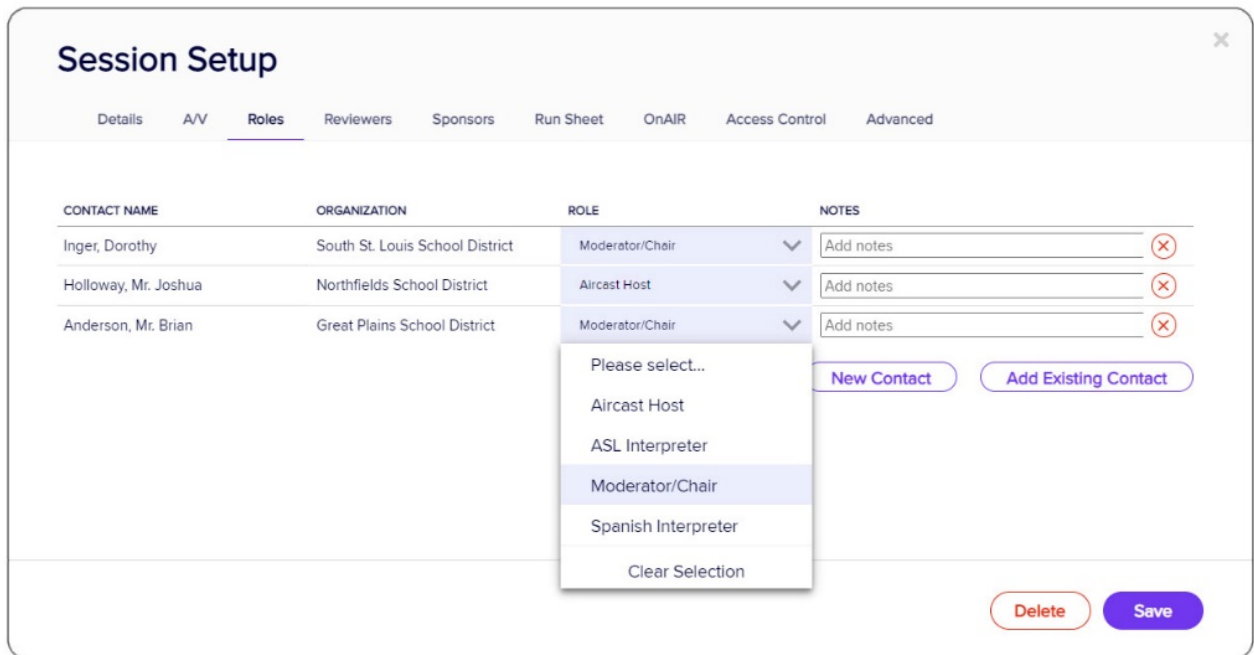 Session Setup
Details A/V Roles Reviewers Sponsors Run Sheet OnAIR Access Control Advanced
CONTACT NAME ORGANIZATION ROLE NOTES
Inger, Dorothy South St. Louis School District Moderator/Chair Add notes
Holloway, Mr. Joshua Northfields School District Aircast Host Add notes
Anderson, Mr. Brian Great Plains School District Moderator/Chair Add notes
Please select...
New Contact Add Existing Contact
Aircast Host
ASL Interpreter
Moderator/Chair
Spanish Interpreter
Clear Selection
Delete Save